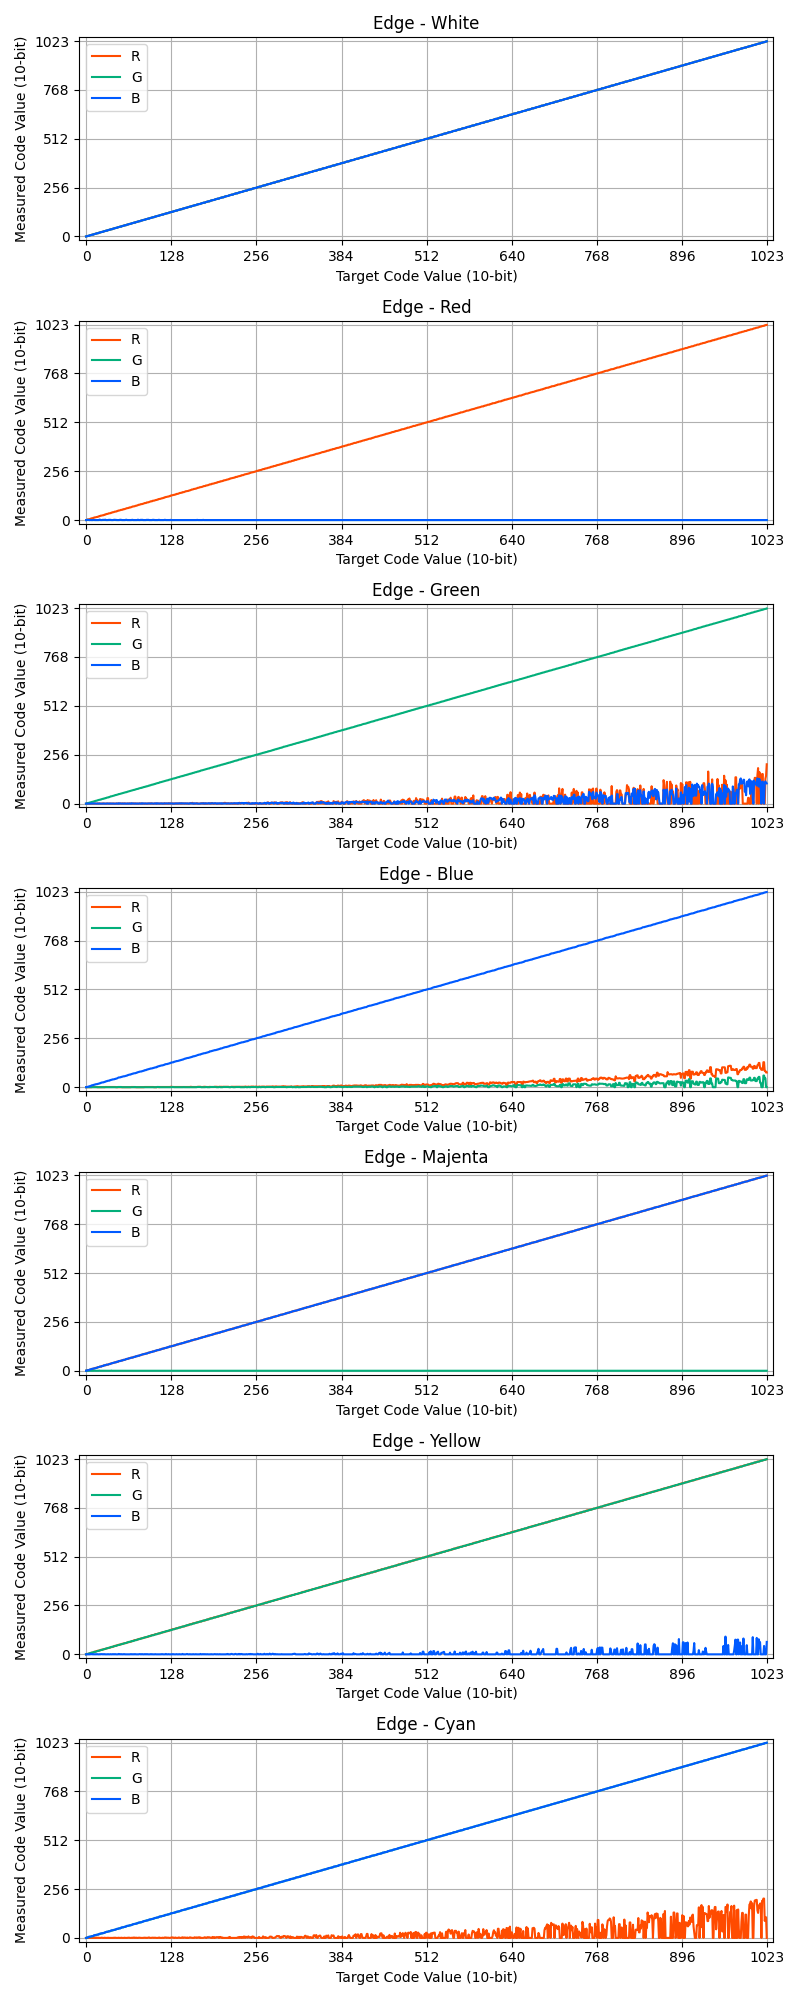 Edge - White
Measured Code Value (10-bit)
1023
768
512
256
0
R
G
B
0 128 256 384 512 640 768 896 1023
Target Code Value (10-bit)
Edge - Red
Measured Code Value (10-bit)
1023
768
512
256
0
R
G
B
0 128 256 384 512 640 768 896 1023
Target Code Value (10-bit)
Edge - Green
Measured Code Value (10-bit)
1023
768
512
256
0
R
G
B
0 128 256 384 512 640 768 896 1023
Target Code Value (10-bit)
Edge - Blue
Measured Code Value (10-bit)
1023
768
512
256
0
R
G
B
0 128 256 384 512 640 768 896 1023
Target Code Value (10-bit)
Edge - Majenta
Measured Code Value (10-bit)
1023
768
512
256
0
R
G
B
0 128 256 384 512 640 768 896 1023
Target Code Value (10-bit)
Edge - Yellow
Measured Code Value (10-bit)
1023
768
512
256
0
R
G
B
0 128 256 384 512 640 768 896 1023
Target Code Value (10-bit)
Edge - Cyan
Measured Code Value (10-bit)
1023
768
512
256
0
R
G
B
0 128 256 384 512 640 768 896 1023
Target Code Value (10-bit)